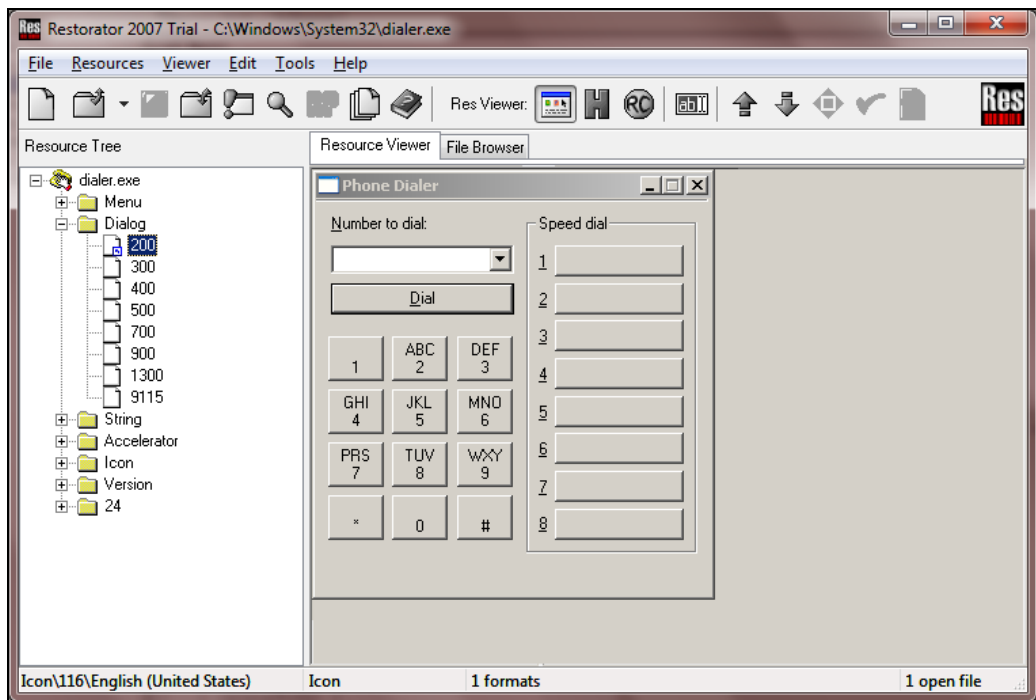 Res Restorator 2007 Trial - C:\Windows\System32\dialer.exe
File Resources Viewer Edit Tools Help
Res Viewer: H RC ab Res
Resource Tree
Resource Viewer File Browser
dialer.exe
Menu
Dialog
200
300
400
500
700
900
1300
9115
String
Accelerator
Icon
Version
24
Phone Dialer
Number to dial:
Dial
1
ABC
2
DEF
3
GHI
4
JKL
5
MNO
6
PRS
7
TUV
8
WXY
9
*
0
#
Speed dial
1
2
3
4
5
6
7
8
Icon\116\English (United States) Icon 1 formats 1 open file